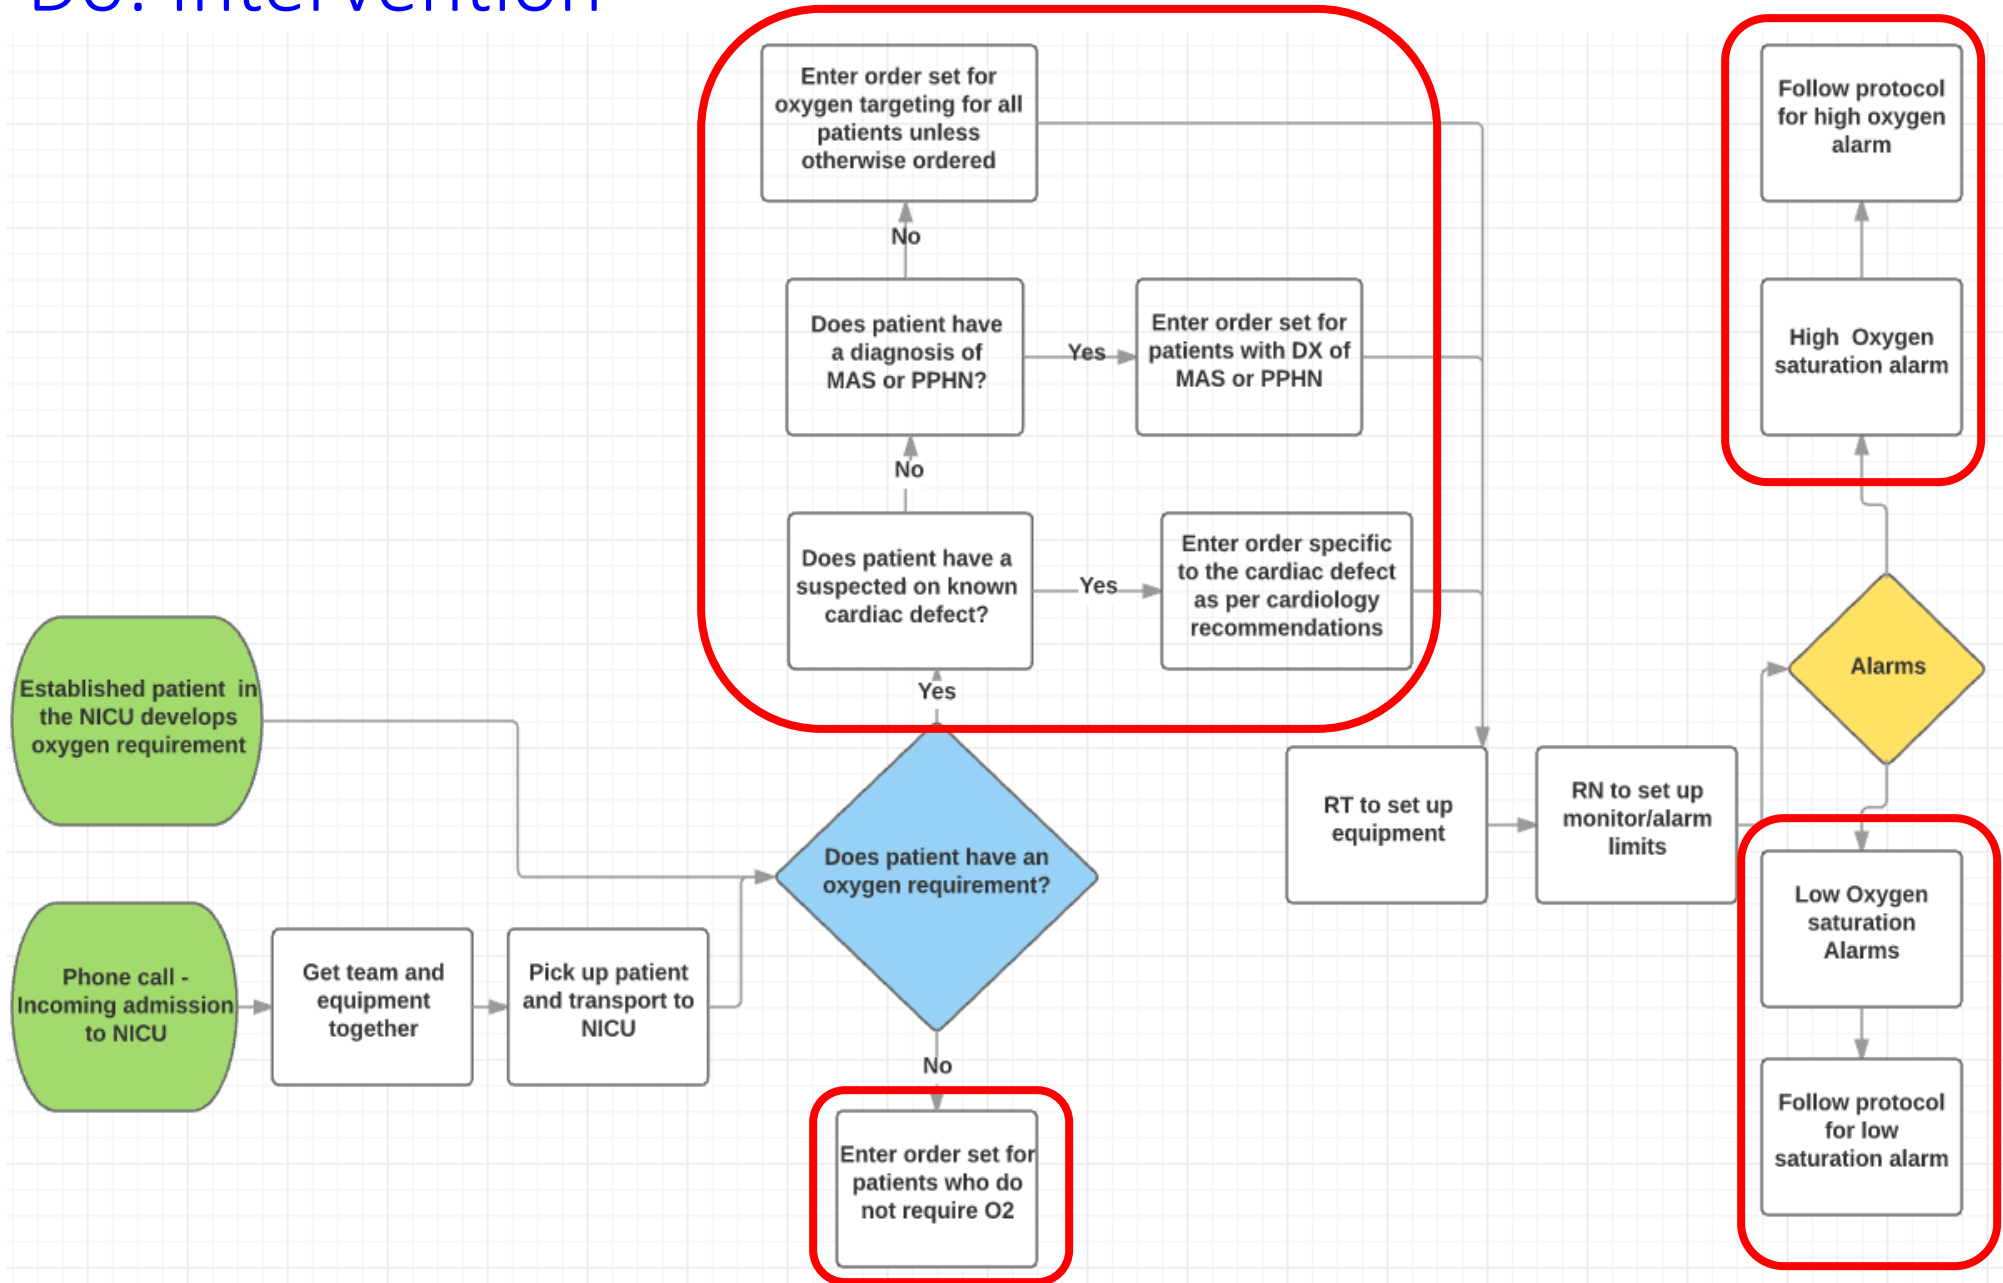 Do: Intervention
Enter order set for
oxygen targeting for all
patients unless
otherwise ordered
No
Does patient have
a diagnosis of
MAS or PPHN?
Yes
Enter order set for
patients with DX of
MAS or PPHN
No
Does patient have a
suspected on known
cardiac defect?
Yes
Enter order specific
to the cardiac defect
as per cardiology
recommendations
Yes
Established patient in
the NICU develops
oxygen requirement
Phone call -
Incoming admission
to NICU
Get team and
equipment
together
Pick up patient
and transport to
NICU
Does patient have an
oxygen requirement?
No
Enter order set for
patients who do
not require O2
RT to set up
equipment
RN to set up
monitor/alarm
limits
Alarms
High Oxygen
saturation alarm
Follow protocol
for high oxygen
alarm
Low Oxygen
saturation
Alarms
Follow protocol
for low
saturation alarm